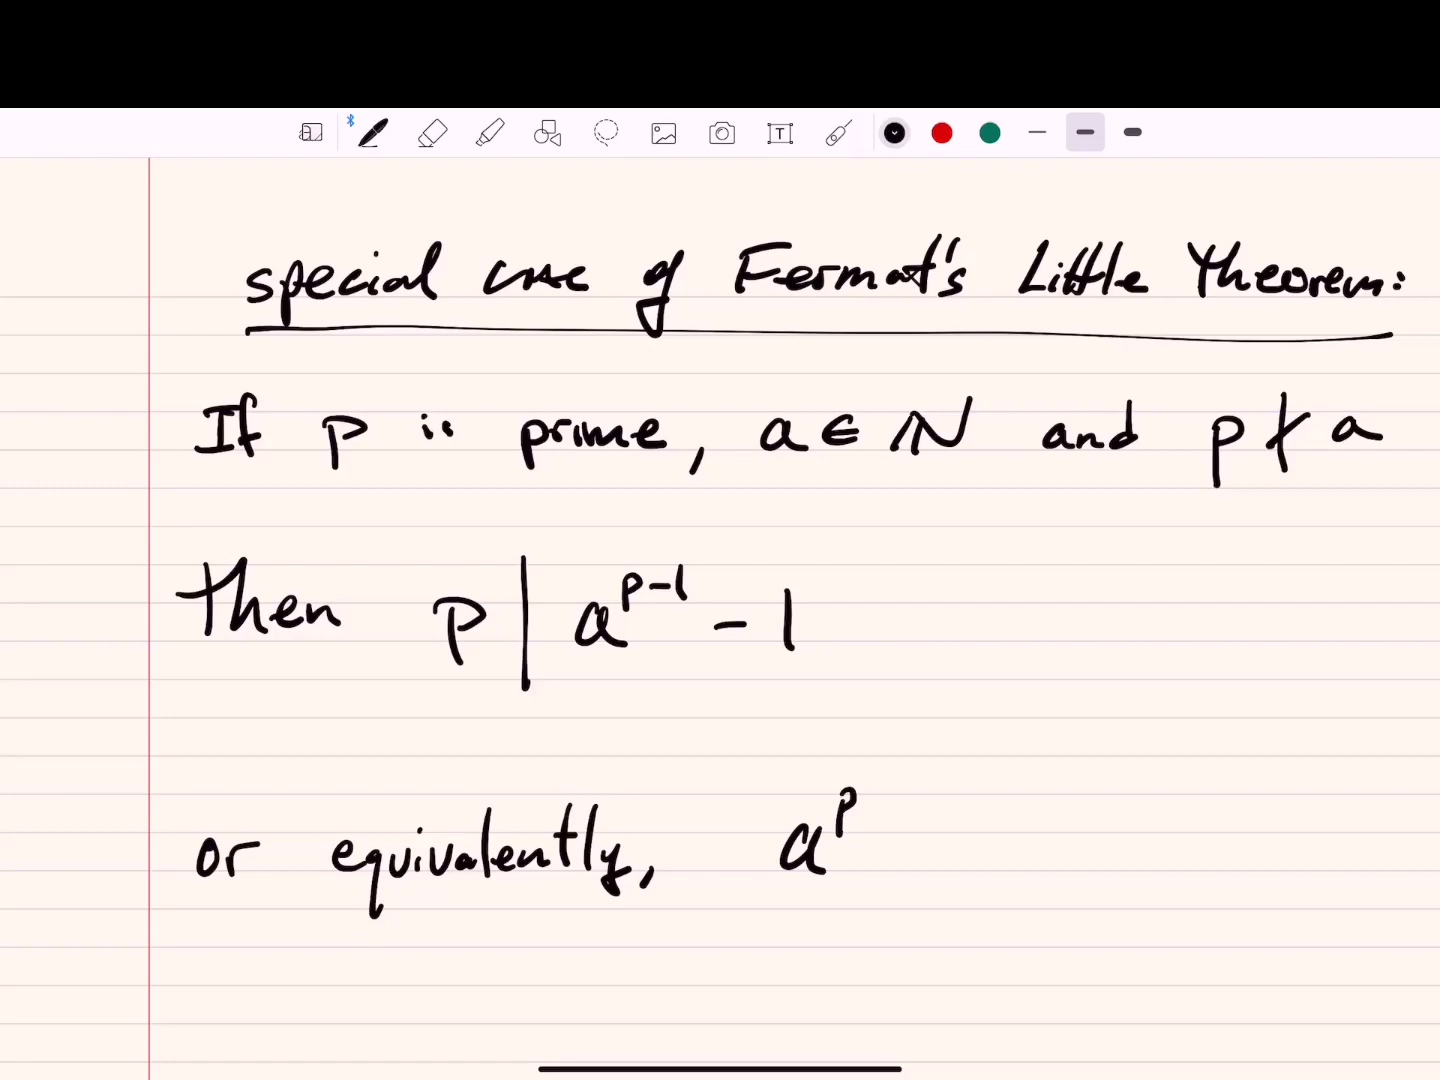 special case of Fermat's Little Theorem:
If p is prime, a ∈ ℕ and p ∤ a
then p | a^{p-1} - 1
or equivalently, a^p